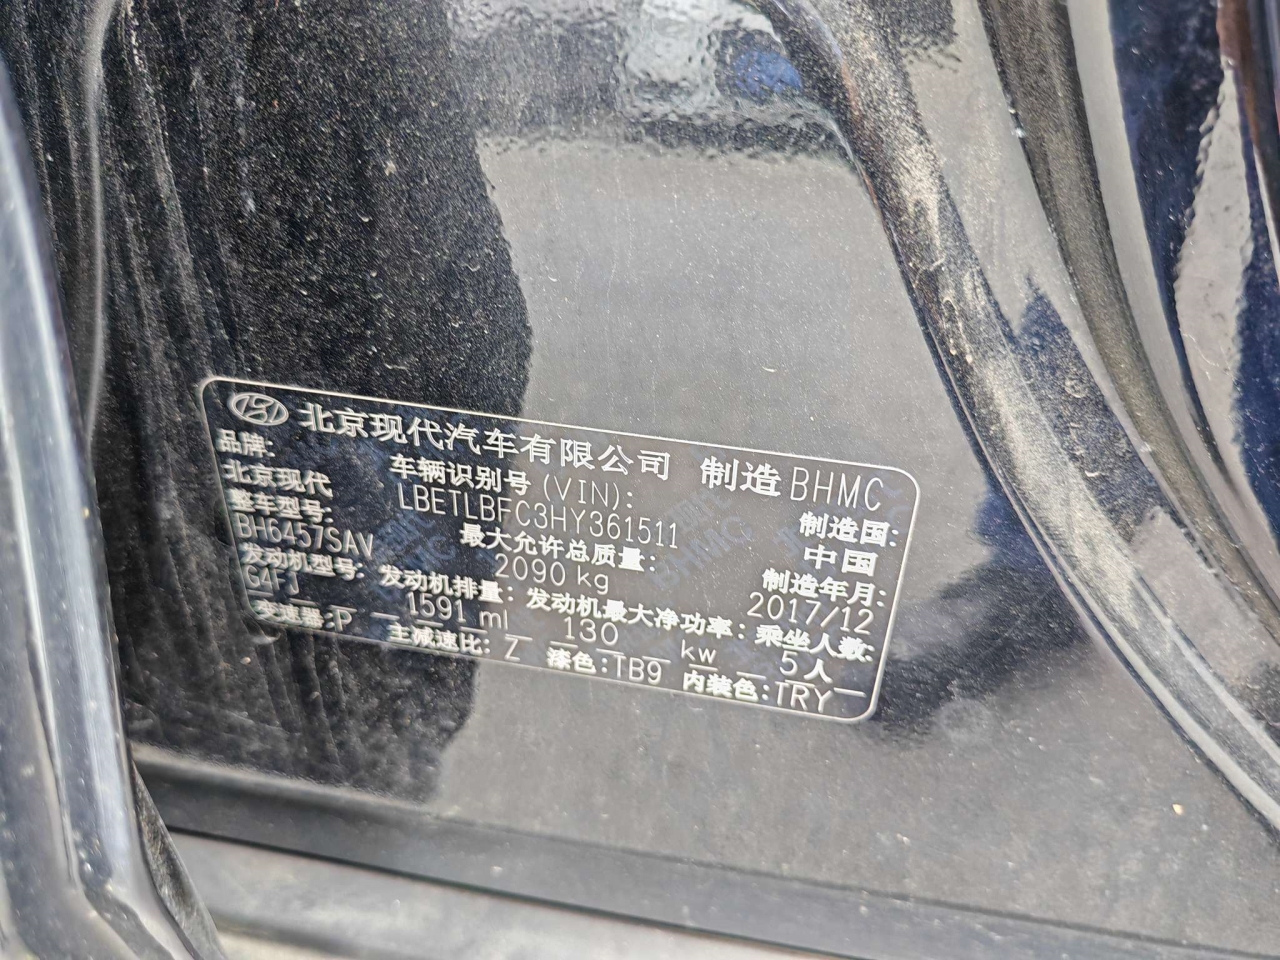 北京现代汽车有限公司 制造 BHMC
品牌: 车辆识别号(VIN): 制造国:
北京现代 LBETLBFC3HY361511 中国
整车型号: 最大允许总质量: 制造年月:
BH6457SAV 2090 kg 2017/12
发动机型号: 发动机排量: 发动机最大净功率: 乘坐人数:
G4FJ 1591 ml 130 kw 5人
变速器:P 主减速比:Z 漆色:TB9 内装色:TRY